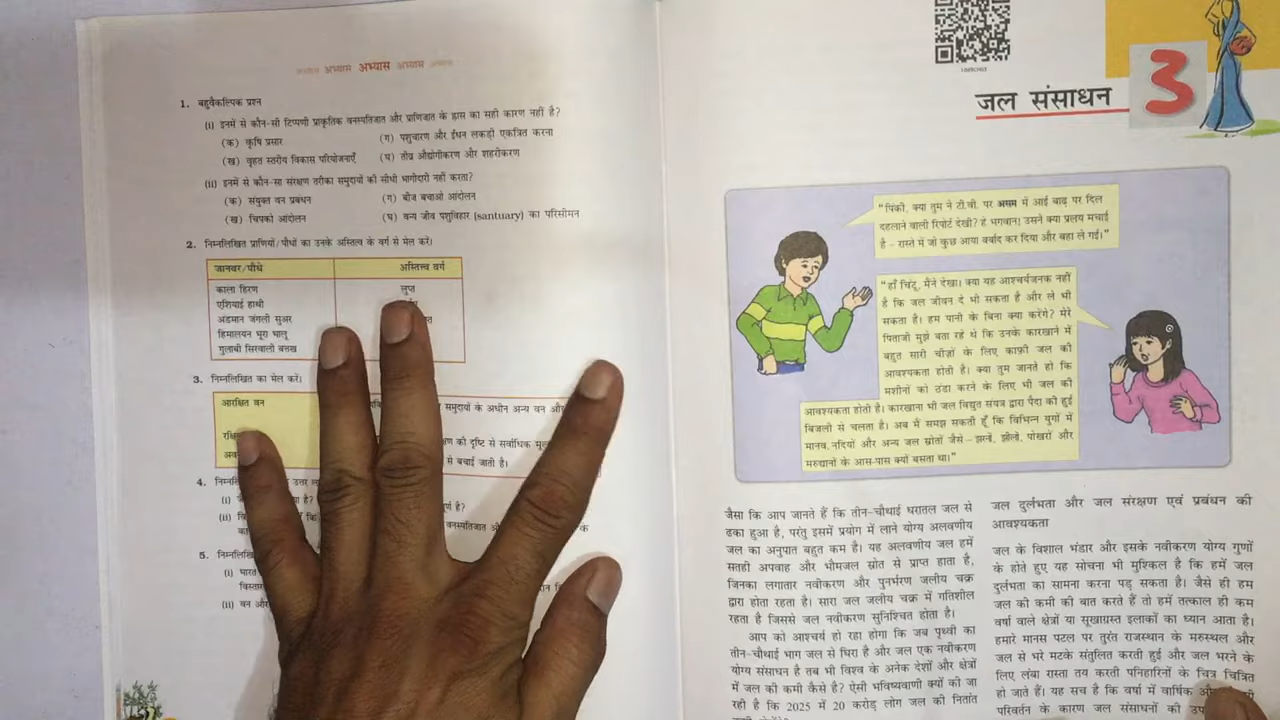 अभ्यास अभ्यास अभ्यास
1. बहुवैकल्पिक प्रश्न
(i) इनमें से कौन-सी टिप्पणी प्राकृतिक वनस्पतिजात और प्राणिजात के ह्रास का सही कारण नहीं है?
(क) कृषि प्रसार (ग) पशुचारण और ईंधन लकड़ी एकत्रित करना
(ख) वृहत स्तरीय विकास परियोजनाएँ (घ) तीव्र औद्योगीकरण और शहरीकरण
(ii) इनमें से कौन-सा संरक्षण तरीका समुदायों की सीधी भागीदारी नहीं करता?
(क) संयुक्त वन प्रबंधन (ग) बीज बचाओ आंदोलन
(ख) चिपको आंदोलन (घ) वन्य जीव पशुविहार (santuary) का परिसीमन
2. निम्नलिखित प्राणियों/पौधों का उनके अस्तित्व के वर्ग से मेल करें।
जानवर/पौधे अस्तित्व वर्ग
काला हिरण लुप्त
एशियाई हाथी
अंडमान जंगली सुअर
हिमालयन भूरा भालू
गुलाबी सिरवाली बत्तख
3. निम्नलिखित का मेल करें।
आरक्षित वन समुदायों के अधीन अन्य वन और
की दृष्टि से सर्वाधिक
से बचाई जाती है।
4.
(i) है?
(ii) वनस्पतिजात
5.
(i) भारत
(ii) वन और
3
जल संसाधन
"पिंकी, क्या तुम ने टी.वी. पर असम में आई बाढ़ पर दिल
दहलाने वाली रिपोर्ट देखी? हे भगवान! उसने क्या प्रलय मचाई
है – रास्ते में जो कुछ आया बर्बाद कर दिया और बहा ले गई।"
"हाँ चिंटू, मैंने देखा। क्या यह आश्चर्यजनक नहीं
है कि जल जीवन दे भी सकता है और ले भी
सकता है। हम पानी के बिना क्या करेंगे? मेरे
पिताजी मुझे बता रहे थे कि उनके कारखाने में
बहुत सारी चीज़ों के लिए काफ़ी जल की
आवश्यकता होती है। क्या तुम जानते हो कि
मशीनों को ठंडा करने के लिए भी जल की
आवश्यकता होती है। कारखाना भी जल विद्युत संयंत्र द्वारा पैदा की हुई
बिजली से चलता है। अब मैं समझ सकती हूँ कि विभिन्न युगों में
मानव, नदियों और अन्य जल स्रोतों जैसे – झरनों, झीलों, पोखरों और
मरुद्यानों के आस-पास क्यों बसता था।"
जैसा कि आप जानते हैं कि तीन-चौथाई धरातल जल से
ढका हुआ है, परंतु इसमें प्रयोग में लाने योग्य अलवणीय
जल का अनुपात बहुत कम है। यह अलवणीय जल हमें
सतही अपवाह और भौमजल स्रोत से प्राप्त होता है,
जिनका लगातार नवीकरण और पुनर्भरण जलीय चक्र
द्वारा होता रहता है। सारा जल जलीय चक्र में गतिशील
रहता है जिससे जल नवीकरण सुनिश्चित होता है।
आप को आश्चर्य हो रहा होगा कि जब पृथ्वी का
तीन-चौथाई भाग जल से घिरा है और जल एक नवीकरण
योग्य संसाधन है तब भी विश्व के अनेक देशों और क्षेत्रों
में जल की कमी कैसे है? ऐसी भविष्यवाणी क्यों की जा
रही है कि 2025 में 20 करोड़ लोग जल की नितांत
जल दुर्लभता और जल संरक्षण एवं प्रबंधन की
आवश्यकता
जल के विशाल भंडार और इसके नवीकरण योग्य गुणों
के होते हुए यह सोचना भी मुश्किल है कि हमें जल
दुर्लभता का सामना करना पड़ सकता है। जैसे ही हम
जल की कमी की बात करते हैं तो हमें तत्काल ही कम
वर्षा वाले क्षेत्रों या सूखाग्रस्त इलाकों का ध्यान आता है।
हमारे मानस पटल पर तुरंत राजस्थान के मरुस्थल और
जल से भरे मटके संतुलित करती हुई और जल भरने के
लिए लंबा रास्ता तय करती पनिहारिनों के चित्र चित्रित
हो जाते हैं। यह सच है कि वर्षा में वार्षिक
परिवर्तन के कारण जल संसाधनों की